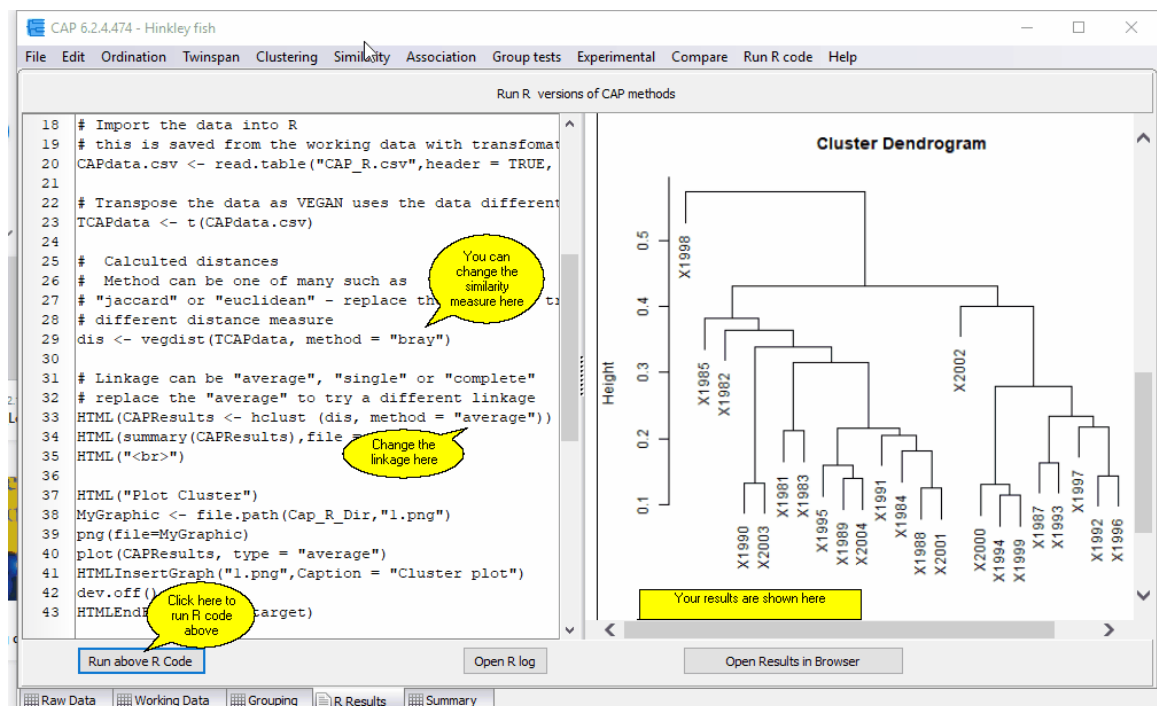 CAP 6.2.4.474 - Hinkley fish
File Edit Ordination Twinspan Clustering Similarity Association Group tests Experimental Compare Run R code Help
Run R versions of CAP methods
18 # Import the data into R
19 # this is saved from the working data with transfomat
20 CAPdata.csv <- read.table("CAP_R.csv",header = TRUE,
21
22 # Transpose the data as VEGAN uses the data different
23 TCAPdata <- t(CAPdata.csv)
24
25 # Calculted distances
26 # Method can be one of many such as
27 # "jaccard" or "euclidean" - replace th
28 # different distance measure
29 dis <- vegdist(TCAPdata, method = "bray")
30
31 # Linkage can be "average", "single" or "complete"
32 # replace the "average" to try a different linkage
33 HTML(CAPResults <- hclust (dis, method = "average"))
34 HTML(summary(CAPResults),file =
35 HTML("<br>")
36
37 HTML("Plot Cluster")
38 MyGraphic <- file.path(Cap_R_Dir,"1.png")
39 png(file=MyGraphic)
40 plot(CAPResults, type = "average")
41 HTMLInsertGraph("1.png",Caption = "Cluster plot")
42 dev.off()
43 HTMLEnd target)
You can
change the
similarity
measure here
Change the
linkage here
Click here to
run R code
above
Cluster Dendrogram
Height
0.5
0.4
0.3
0.2
0.1
X1998
X1985
X1982
X1990
X2003
X1981
X1983
X1995
X1989
X2004
X1991
X1984
X1988
X2001
X2002
X2000
X1994
X1999
X1987
X1993
X1997
X1992
X1996
Your results are shown here
Run above R Code
Open R log
Open Results in Browser
Raw Data Working Data Grouping R Results Summary